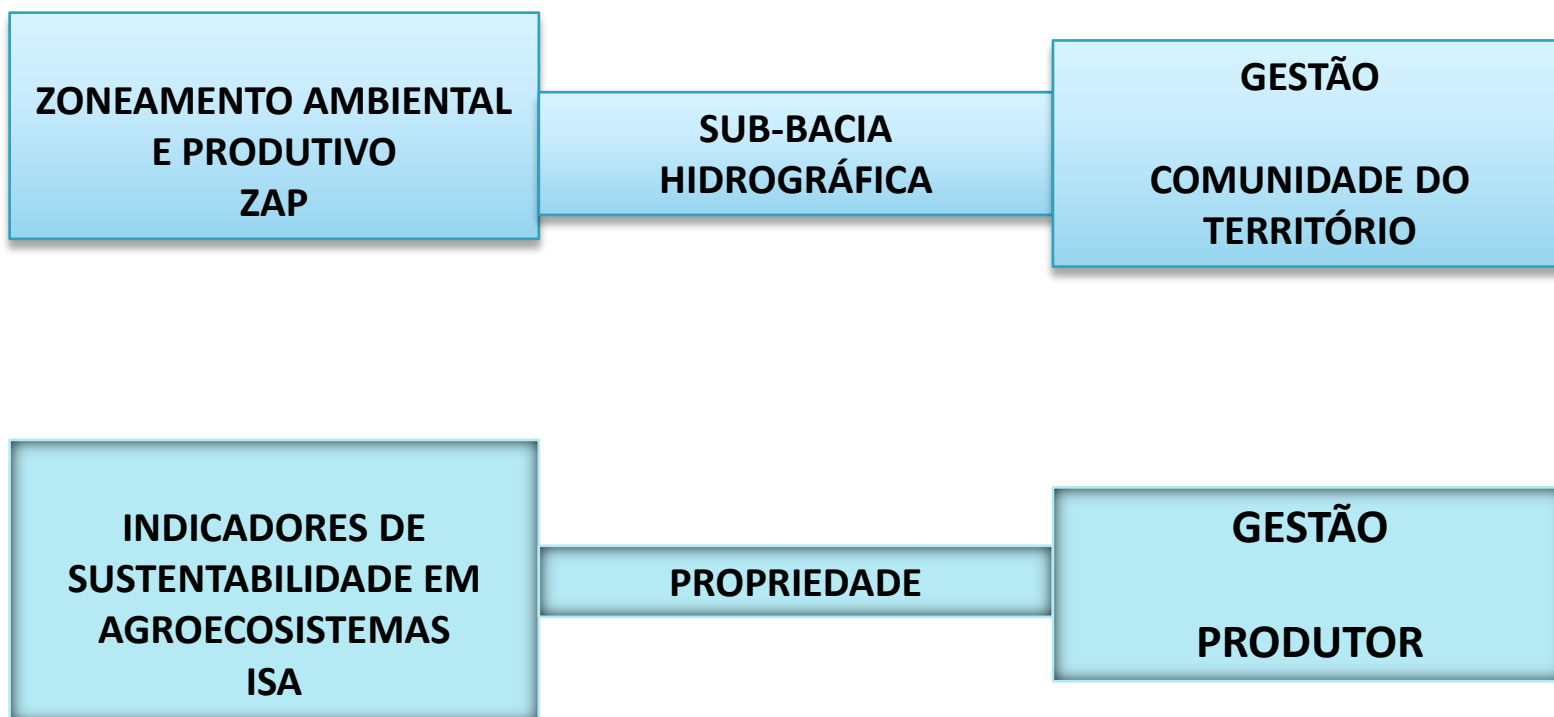 ZONEAMENTO AMBIENTAL
E PRODUTIVO
ZAP
SUB-BACIA
HIDROGRÁFICA
GESTÃO
COMUNIDADE DO
TERRITÓRIO
INDICADORES DE
SUSTENTABILIDADE EM
AGROECOSISTEMAS
ISA
PROPRIEDADE
GESTÃO
PRODUTOR